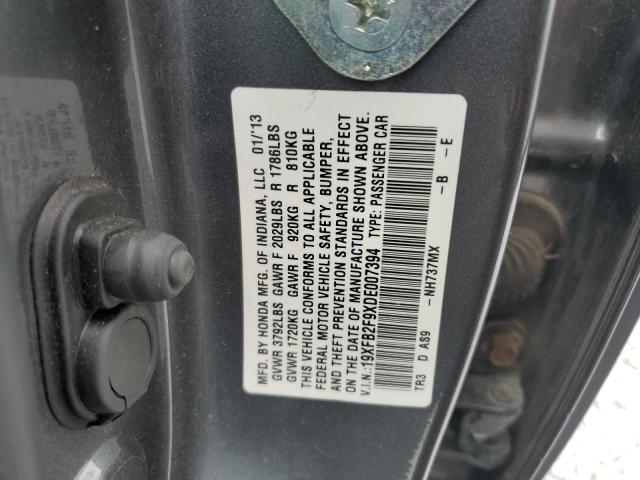 MFD. BY HONDA MFG. OF INDIANA, LLC 01/'13
GVWR 3792LBS GAWR F 2029LBS R 1786LBS
GVWR 1720KG GAWR F 920KG R 810KG
THIS VEHICLE CONFORMS TO ALL APPLICABLE
FEDERAL MOTOR VEHICLE SAFETY, BUMPER,
AND THEFT PREVENTION STANDARDS IN EFFECT
ON THE DATE OF MANUFACTURE SHOWN ABOVE.
V.I.N.:19XFB2F9XDE007394 TYPE: PASSENGER CAR
TR3 D AS9 -NH737MX -B -E